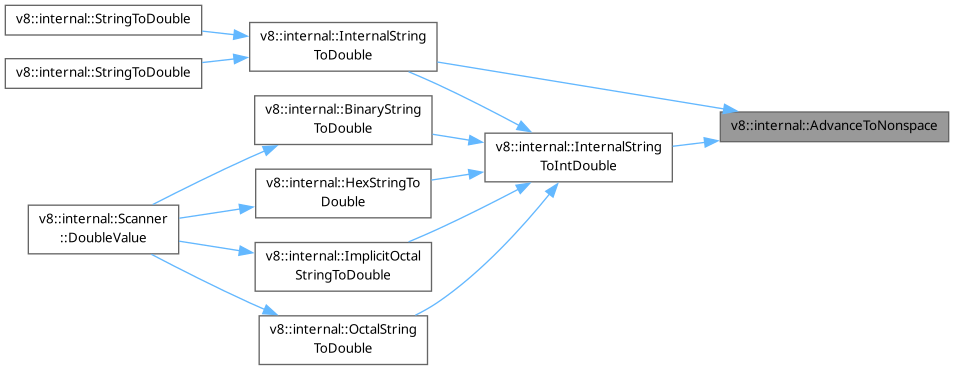 v8::internal::StringToDouble
v8::internal::StringToDouble
v8::internal::InternalString
ToDouble
v8::internal::BinaryString
ToDouble
v8::internal::AdvanceToNonspace
v8::internal::InternalString
ToIntDouble
v8::internal::HexStringTo
Double
v8::internal::Scanner
::DoubleValue
v8::internal::ImplicitOctal
StringToDouble
v8::internal::OctalString
ToDouble